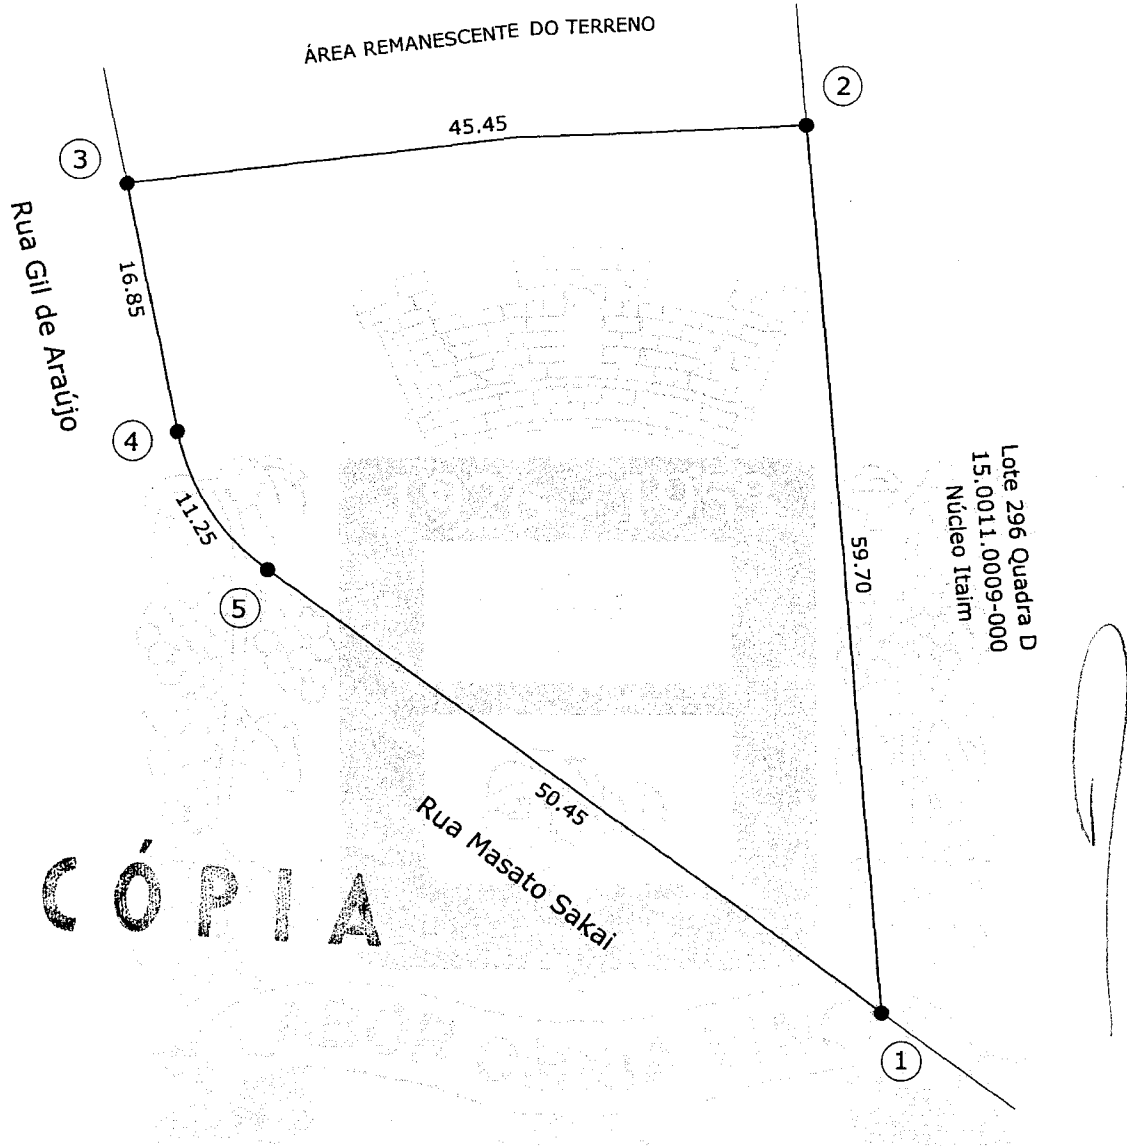 ÁREA REMANESCENTE DO TERRENO
2
45.45
3
Rua Gil de Araújo
16.85
4
11.25
5
Lote 296 Quadra D
15.0011.0009-000
Núcleo Itaim
59.70
50.45
Rua Masato Sakai
CÓPIA
1